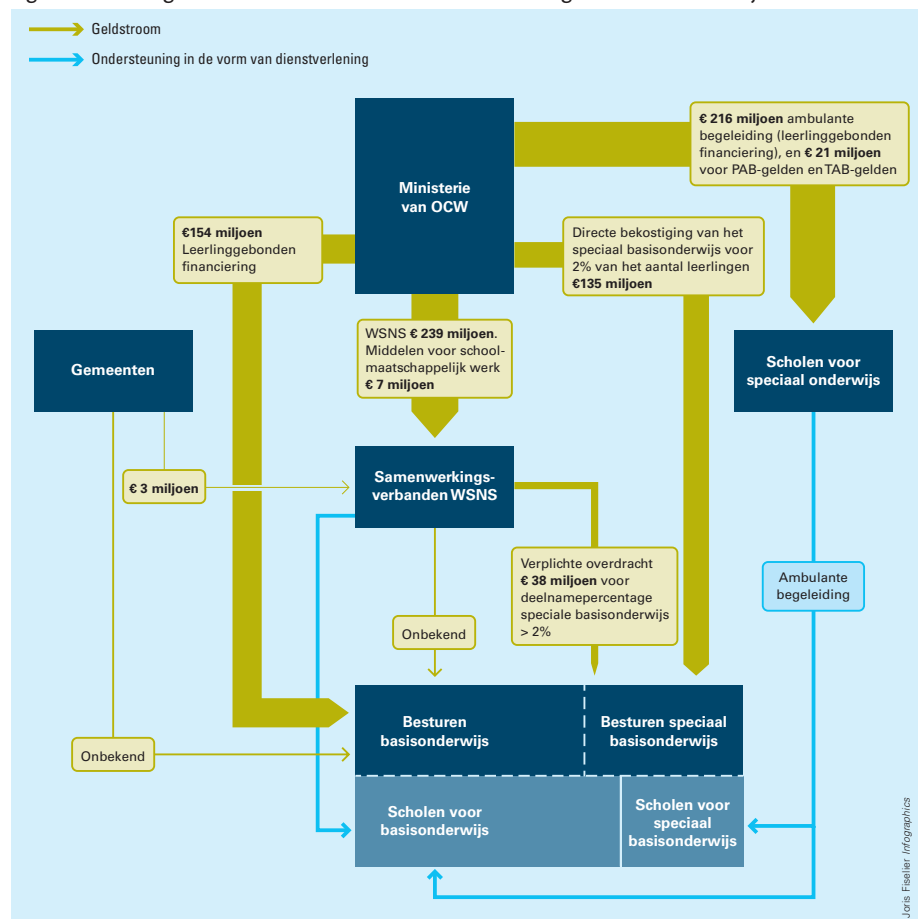 Geldstroom
Ondersteuning in de vorm van dienstverlening
€ 216 miljoen ambulante
begeleiding (leerlinggebonden
financiering), en € 21 miljoen
voor PAB-gelden en TAB-gelden
Ministerie
van OCW
€154 miljoen
Leerlinggebonden
financiering
Directe bekostiging van het
speciaal basisonderwijs voor
2% van het aantal leerlingen
€135 miljoen
WSNS € 239 miljoen.
Middelen voor school-
maatschappelijk werk
€ 7 miljoen
Gemeenten
Scholen voor
speciaal onderwijs
Samenwerkings-
verbanden WSNS
€ 3 miljoen
Verplichte overdracht
€ 38 miljoen voor
deelnamepercentage
speciale basisonderwijs
> 2%
Ambulante
begeleiding
Onbekend
Besturen
basisonderwijs
Besturen speciaal
basisonderwijs
Onbekend
Scholen voor
basisonderwijs
Scholen voor
speciaal
basisonderwijs
Joris Fiselier Infographics